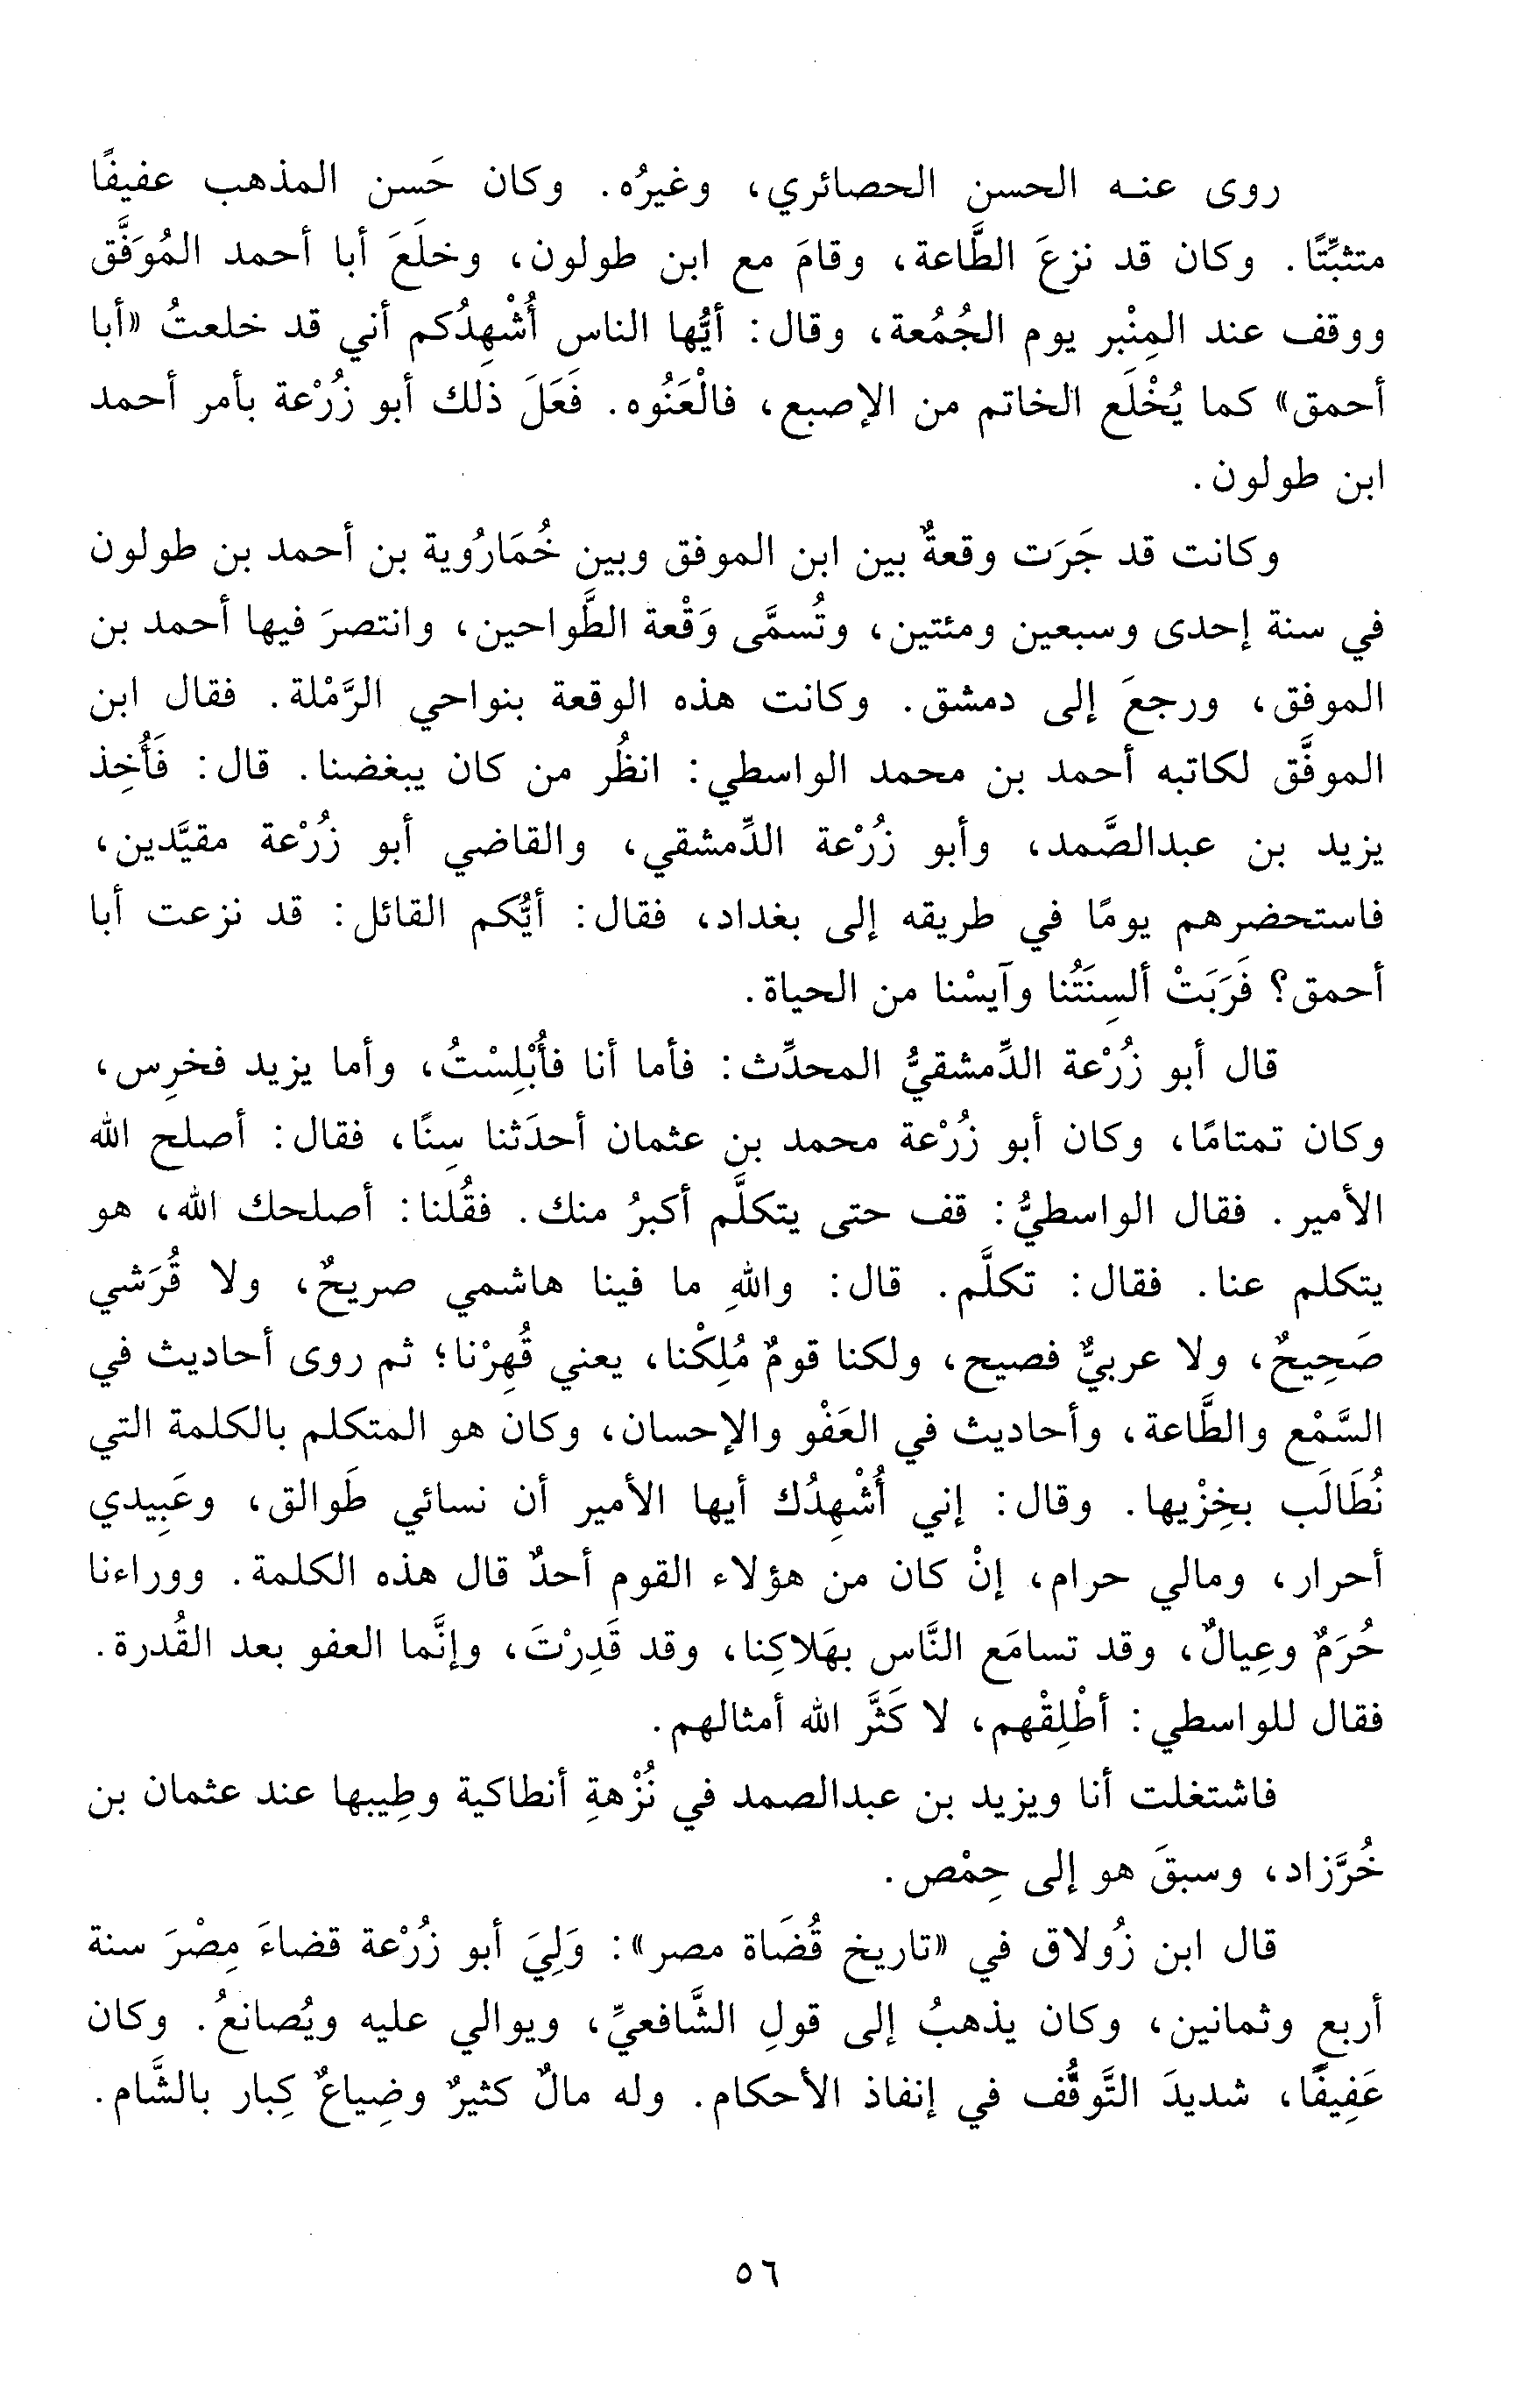 روى عنه الحسن الحصائري، وغيرُه. وكان حَسن المذهب عفيفًا
متثبِّتًا. وكان قد نزعَ الطَّاعة، وقامَ مع ابن طولون، وخلَعَ أبا أحمد المُوَفَّق
ووقف عند المِنْبر يوم الجُمُعة، وقال: أيُّها الناس أُشْهِدُكم أني قد خلعتُ «أبا
أحمق» كما يُخْلَع الخاتم من الإصبع، فالْعَنُوه. فَعَلَ ذلك أبو زُرْعة بأمر أحمد
ابن طولون.
وكانت قد جَرَت وقعةٌ بين ابن الموفق وبين خُمَارُوية بن أحمد بن طولون
في سنة إحدى وسبعين ومئتين، وتُسمَّى وَقْعة الطَّواحين، وانتصرَ فيها أحمد بن
الموفق، ورجعَ إلى دمشق. وكانت هذه الوقعة بنواحي الرَّمْلة. فقال ابن
الموفَّق لكاتبه أحمد بن محمد الواسطي: انظُر من كان يبغضنا. قال: فَأُخِذ
يزيد بن عبدالصَّمد، وأبو زُرْعة الدِّمشقي، والقاضي أبو زُرْعة مقيَّدين،
فاستحضرهم يومًا في طريقه إلى بغداد، فقال: أيُّكم القائل: قد نزعت أبا
أحمق؟ فَرَبَتْ ألسِنَتُنا وآيسْنا من الحياة.
قال أبو زُرْعة الدِّمشقيُّ المحدِّث: فأما أنا فأُبْلِسْتُ، وأما يزيد فخرِس،
وكان تمتامًا، وكان أبو زُرْعة محمد بن عثمان أحدَثنا سِنًا، فقال: أصلح الله
الأمير. فقال الواسطيُّ: قف حتى يتكلَّم أكبرُ منك. فقُلنا: أصلحك الله، هو
يتكلم عنا. فقال: تكلَّم. قال: واللهِ ما فينا هاشمي صريحٌ، ولا قُرَشي
صَحِيحٌ، ولا عربيٌّ فصيح، ولكنا قومٌ مُلِكْنا، يعني قُهِرْنا؛ ثم روى أحاديث في
السَّمْع والطَّاعة، وأحاديث في العَفْو والإحسان، وكان هو المتكلم بالكلمة التي
نُطَالَب بخِزْيها. وقال: إني أُشْهِدُك أيها الأمير أن نسائي طَوالق، وعَبِيدي
أحرار، ومالي حرام، إنْ كان من هؤلاء القوم أحدٌ قال هذه الكلمة. ووراءنا
حُرَمٌ وعِيالٌ، وقد تسامَع النَّاس بهَلاكِنا، وقد قَدِرْتَ، وإنَّما العفو بعد القُدرة.
فقال للواسطي: أطْلِقْهم، لا كَثَّر الله أمثالهم.
فاشتغلت أنا ويزيد بن عبدالصمد في نُزْهةِ أنطاكية وطِيبها عند عثمان بن
خُرَّزاد، وسبقَ هو إلى حِمْص.
قال ابن زُولاق في «تاريخ قُضَاة مصر»: وَلِيَ أبو زُرْعة قضاءَ مِصْرَ سنة
أربع وثمانين، وكان يذهبُ إلى قولِ الشَّافعيِّ، ويوالي عليه ويُصانعُ. وكان
عَفِيفًا، شديدَ التَّوقُّف في إنفاذ الأحكام. وله مالٌ كثيرٌ وضِياعٌ كِبار بالشَّام.
٥٦